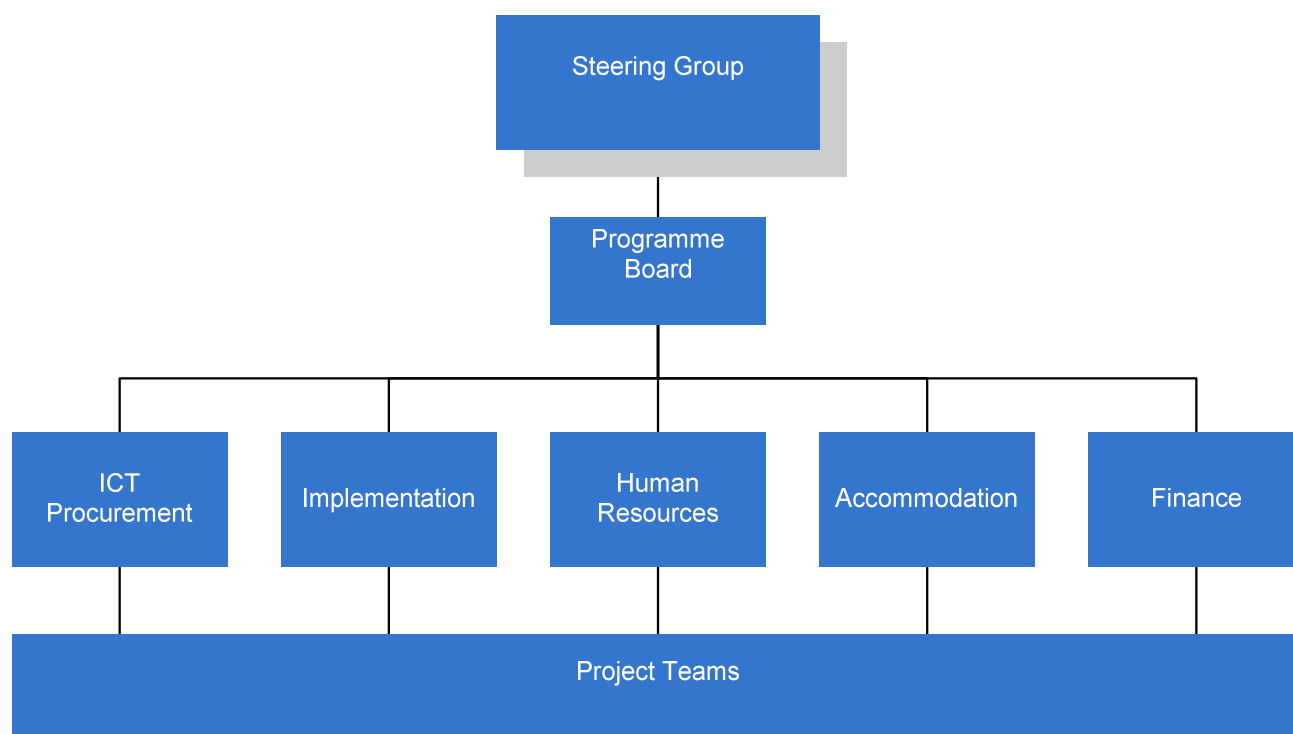 Steering Group
Programme
Board
ICT
Procurement
Implementation
Human
Resources
Accommodation
Finance
Project Teams